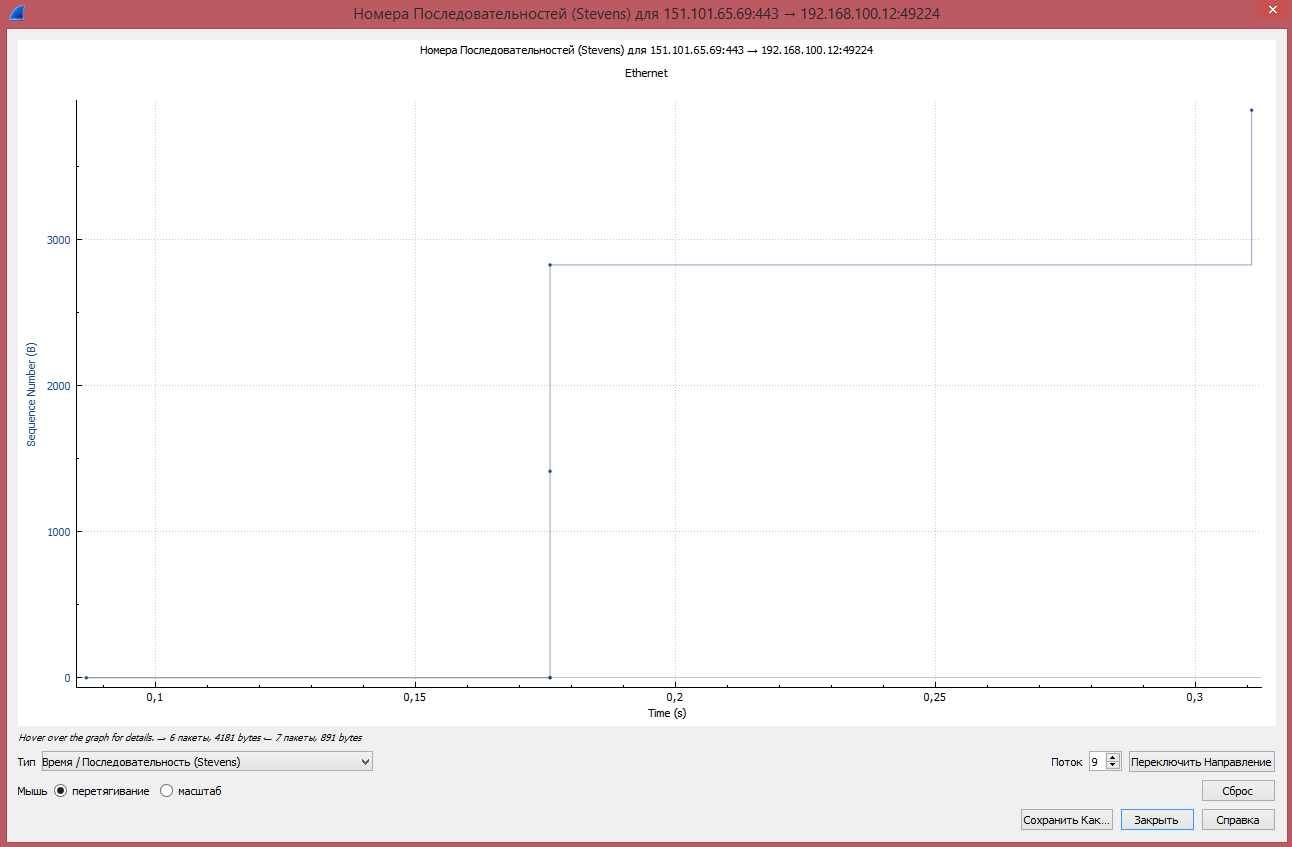 Номера Последовательностей (Stevens) для 151.101.65.69:443 → 192.168.100.12:49224
Номера Последовательностей (Stevens) для 151.101.65.69:443 → 192.168.100.12:49224
Ethernet
Sequence Number (B)
3000
2000
1000
0
0,1 0,15 0,2 0,25 0,3
Time (s)
Hover over the graph for details. → 6 пакеты, 4181 bytes ← 7 пакеты, 891 bytes
Тип Время / Последовательность (Stevens) Поток 9 Переключить Направление
Мышь перетягивание масштаб Сброс
Сохранить Как... Закрыть Справка